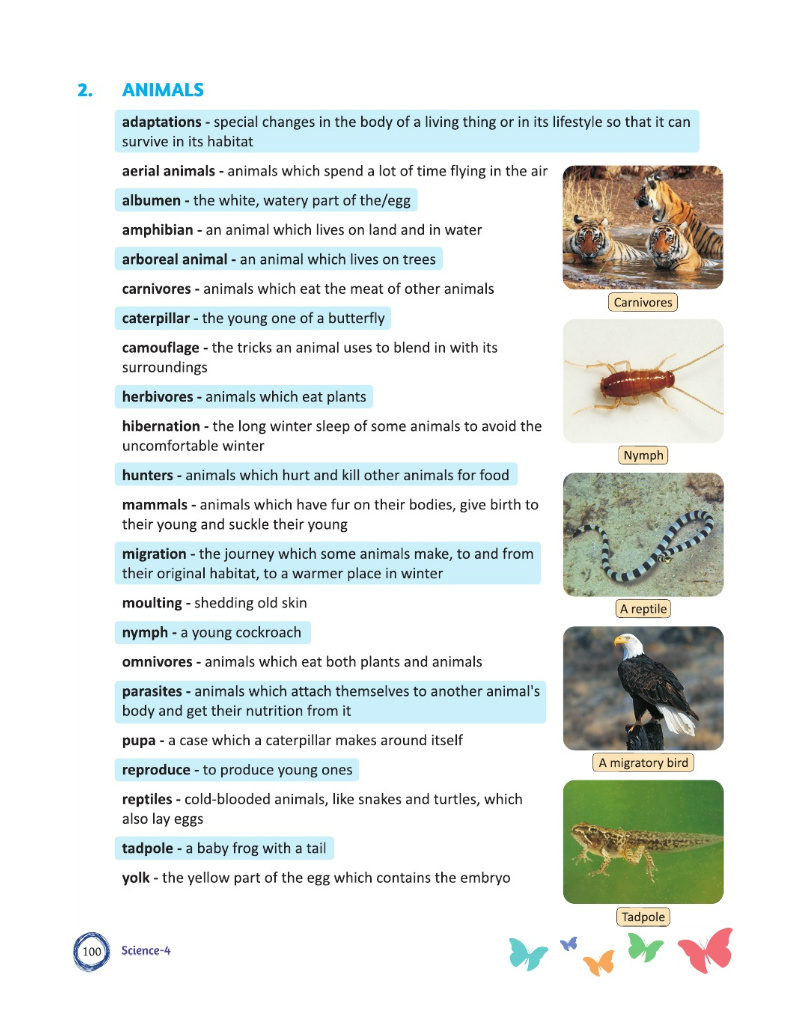 2. ANIMALS
adaptations - special changes in the body of a living thing or in its lifestyle so that it can
survive in its habitat
aerial animals - animals which spend a lot of time flying in the air
albumen - the white, watery part of the/egg
amphibian - an animal which lives on land and in water
arboreal animal - an animal which lives on trees
carnivores - animals which eat the meat of other animals
caterpillar - the young one of a butterfly
camouflage - the tricks an animal uses to blend in with its
surroundings
herbivores - animals which eat plants
hibernation - the long winter sleep of some animals to avoid the
uncomfortable winter
hunters - animals which hurt and kill other animals for food
mammals - animals which have fur on their bodies, give birth to
their young and suckle their young
migration - the journey which some animals make, to and from
their original habitat, to a warmer place in winter
moulting - shedding old skin
nymph - a young cockroach
omnivores - animals which eat both plants and animals
parasites - animals which attach themselves to another animal's
body and get their nutrition from it
pupa - a case which a caterpillar makes around itself
reproduce - to produce young ones
reptiles - cold-blooded animals, like snakes and turtles, which
also lay eggs
tadpole - a baby frog with a tail
yolk - the yellow part of the egg which contains the embryo
Carnivores
Nymph
A reptile
A migratory bird
Tadpole
100 Science-4